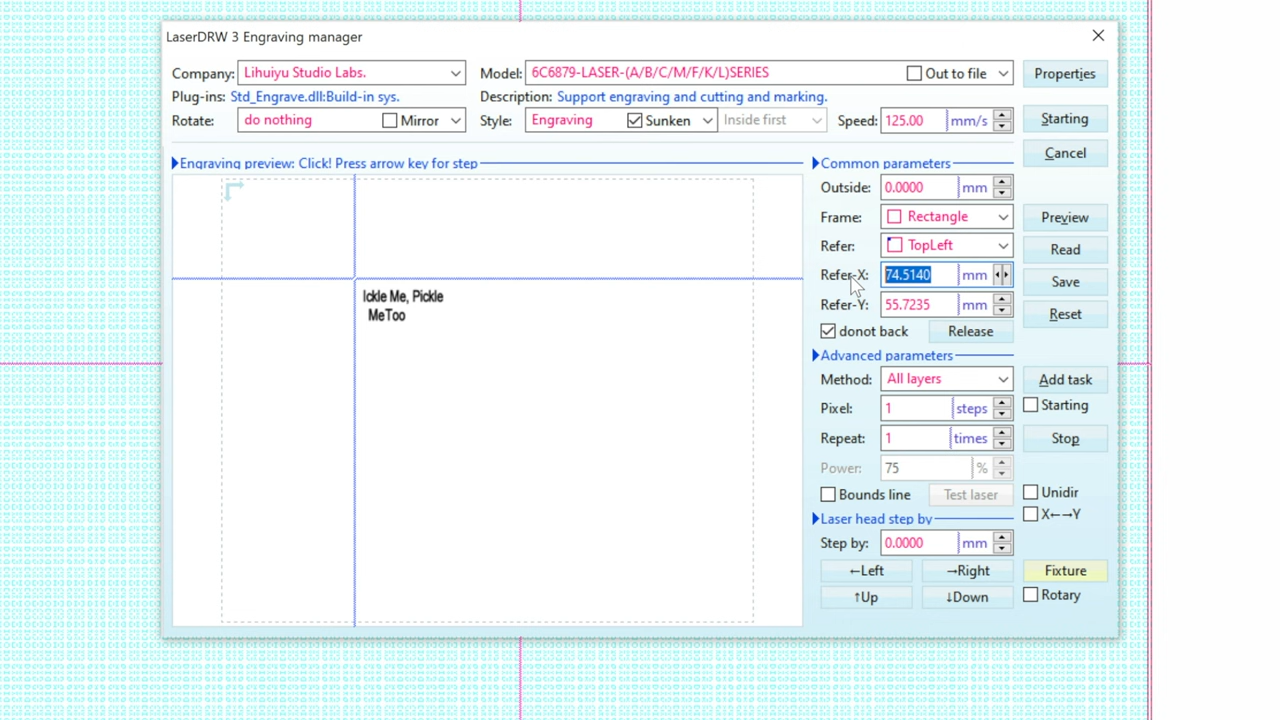 LaserDRW 3 Engraving manager
Company: Lihuiyu Studio Labs. Model: 6C6879-LASER-(A/B/C/M/F/K/L)SERIES Out to file Properties
Plug-ins: Std_Engrave.dll:Build-in sys. Description: Support engraving and cutting and marking.
Rotate: do nothing Mirror Style: Engraving Sunken Inside first Speed: 125.00 mm/s Starting
Cancel
Engraving preview: Click! Press arrow key for step
Ickle Me, Pickle
MeToo
Common parameters
Outside: 0.0000 mm
Frame: Rectangle Preview
Refer: TopLeft Read
Refer-X: 74.5140 mm Save
Refer-Y: 55.7235 mm Reset
donot back Release
Advanced parameters
Method: All layers Add task
Pixel: 1 steps Starting
Repeat: 1 times Stop
Power: 75 %
Bounds line Test laser Unidir
X←→Y
Laser head step by
Step by: 0.0000 mm
←Left →Right Fixture
↑Up ↓Down Rotary